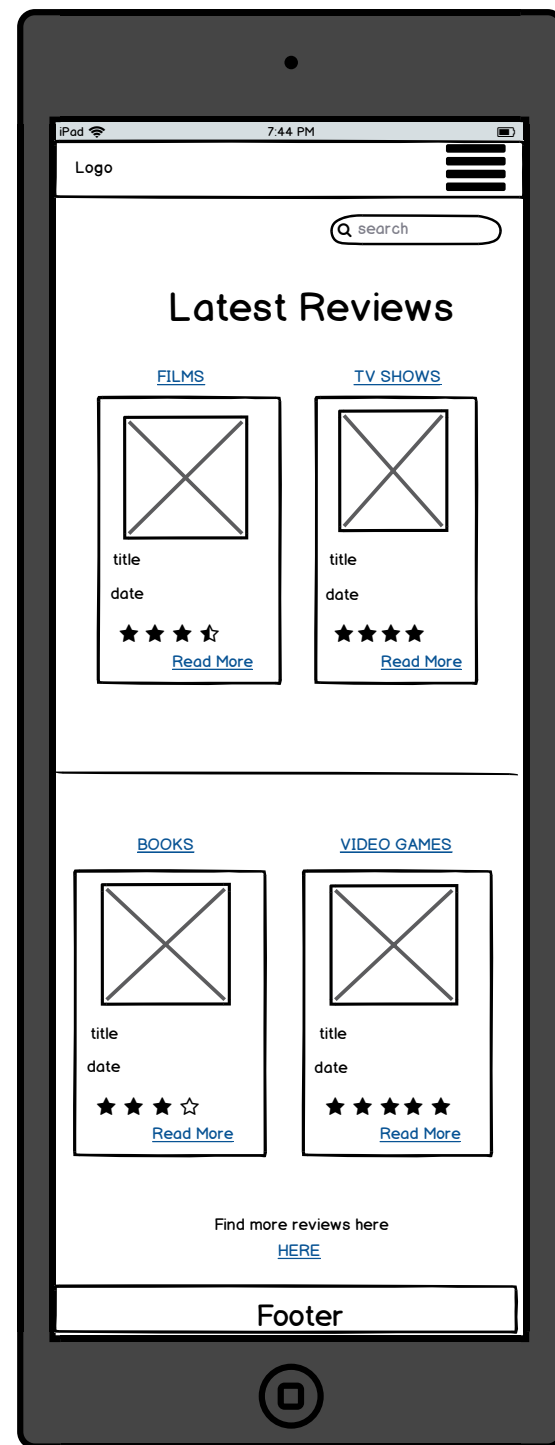 iPad 7:44 PM
Logo
search
Latest Reviews
FILMS TV SHOWS
title title
date date
Read More Read More
BOOKS VIDEO GAMES
title title
date date
Read More Read More
Find more reviews here
HERE
Footer